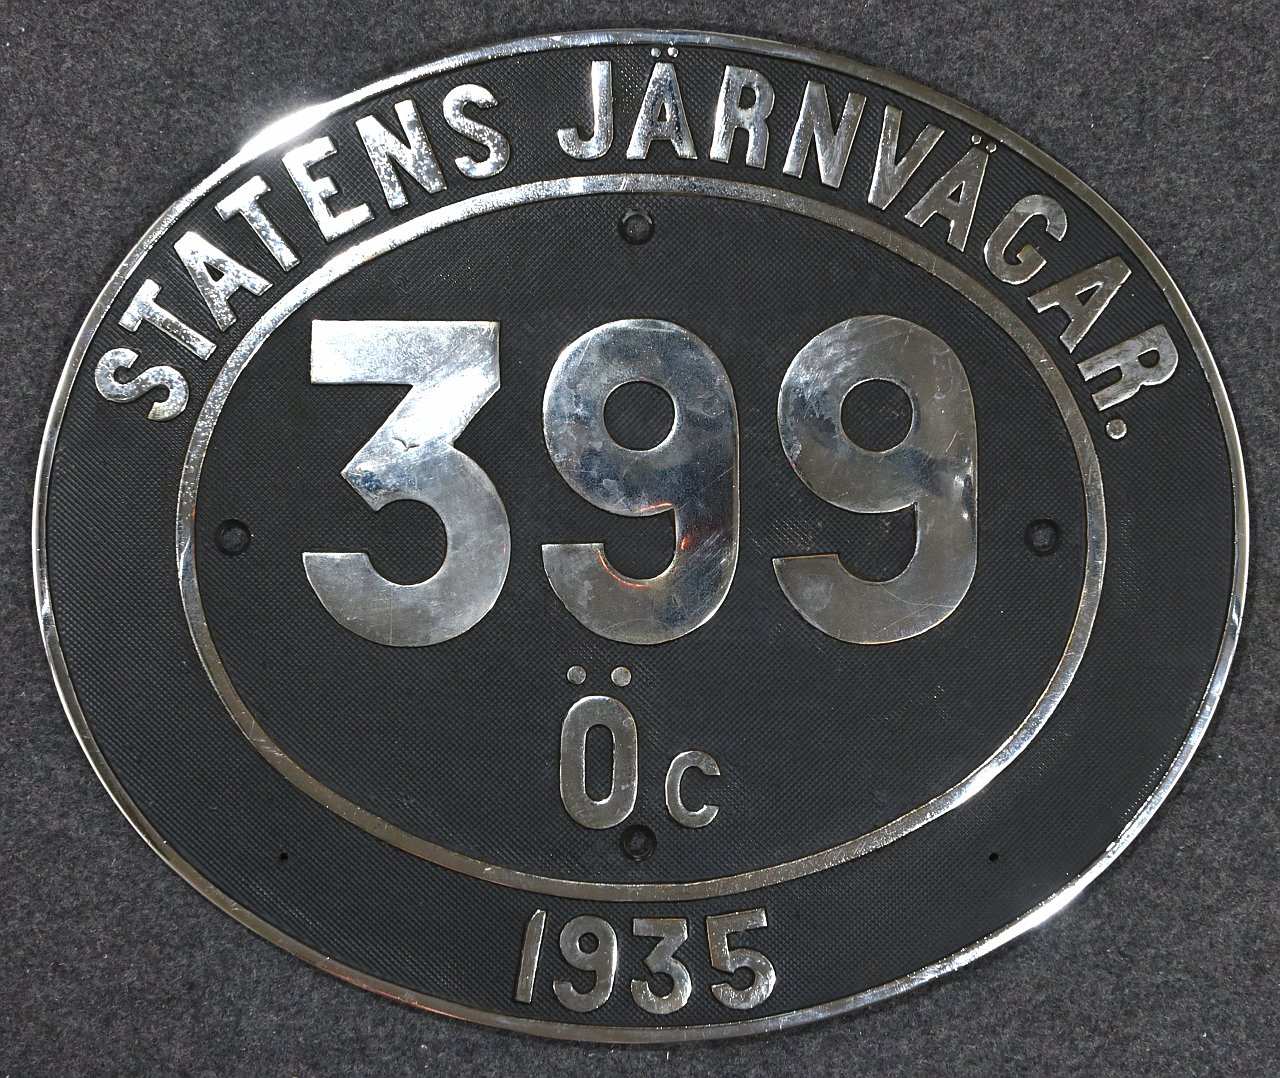 STATENS JÄRNVÄGAR.
399
Öc
1935